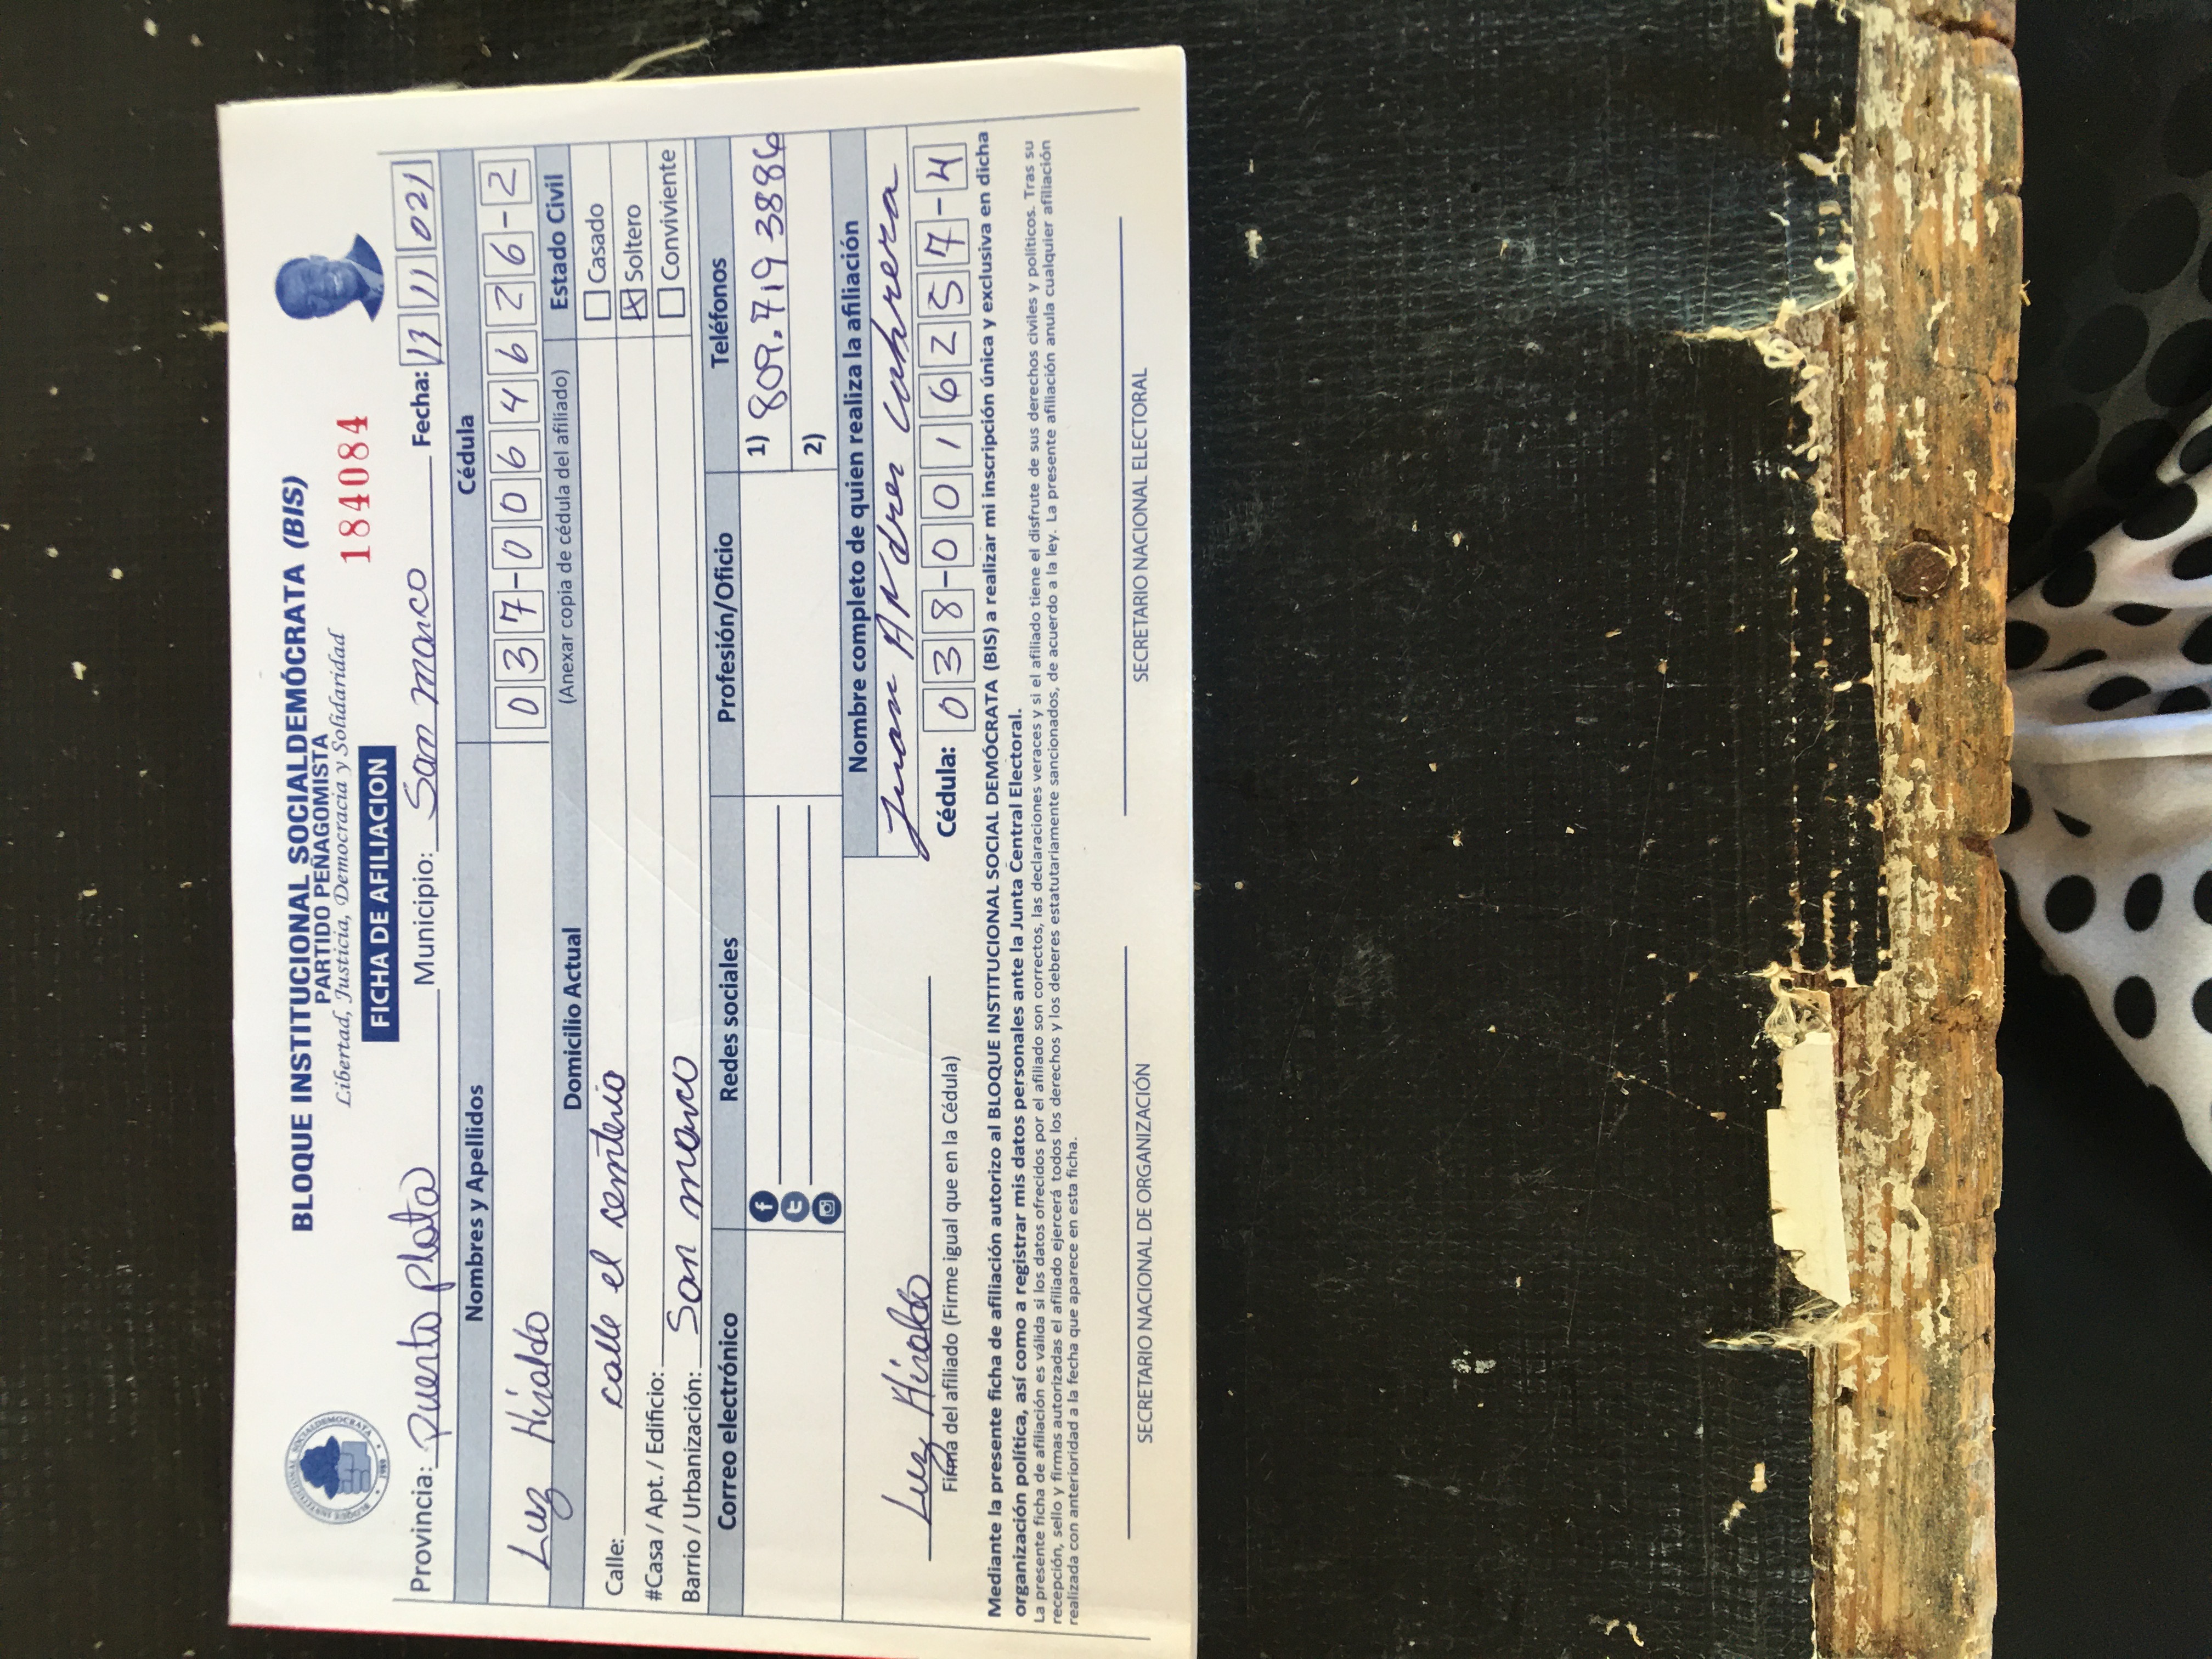 BLOQUE INSTITUCIONAL SOCIALDEMÓCRATA (BIS)
PARTIDO PEÑAGOMISTA
Libertad, Justicia, Democracia y Solidaridad
184084
FICHA DE AFILIACION
Provincia: Puerto plata Municipio: San marco Fecha: 17 11 021
Nombres y Apellidos Cédula
Luz Hiraldo 037-0064626-2
Domicilio Actual (Anexar copia de cédula del afiliado) Estado Civil
Calle: calle el sementerio Casado
#Casa / Apt. / Edificio: Soltero
Barrio / Urbanización: San marco Conviviente
Correo electrónico Redes sociales Profesión/Oficio Teléfonos
1) 809.719 3886
2)
Nombre completo de quien realiza la afiliación
Juan Andres Cabrera
Luz Hiraldo Cédula: 038-0016257-4
Firma del afiliado (Firme igual que en la Cédula)
Mediante la presente ficha de afiliación autorizo al BLOQUE INSTITUCIONAL SOCIAL DEMÓCRATA (BIS) a realizar mi inscripción única y exclusiva en dicha
organización política, así como a registrar mis datos personales ante la Junta Central Electoral.
La presente ficha de afiliación es válida si los datos ofrecidos por el afiliado son correctos, las declaraciones veraces y si el afiliado tiene el disfrute de sus derechos civiles y políticos. Tras su
recepción, sello y firmas autorizadas el afiliado ejercerá todos los derechos y los deberes estatutariamente sancionados, de acuerdo a la ley. La presente afiliación anula cualquier afiliación
realizada con anterioridad a la fecha que aparece en esta ficha.
SECRETARIO NACIONAL DE ORGANIZACIÓN SECRETARIO NACIONAL ELECTORAL